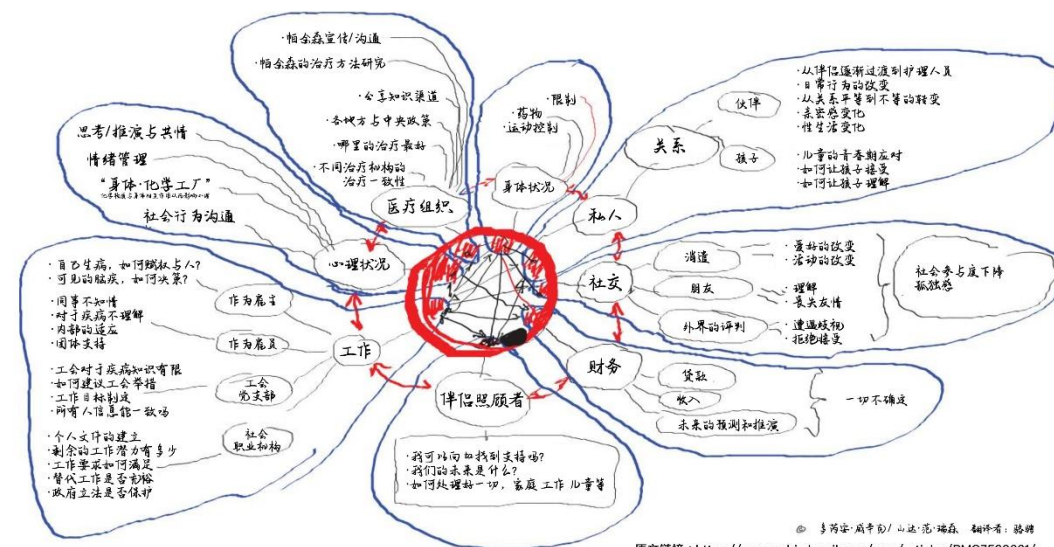 ·帕金森宣传/沟通
·帕金森的治疗方法研究
·分享知识渠道
·各地方与中央政策
·哪里的治疗最好
·不同治疗机构的
治疗一致性
医疗组织
·限制
·药物
·运动控制
身体状况
·从伴侣逐渐过渡到护理人员
·日常行为的改变
·从关系平等到不等的转变
·亲密感变化
·性生活变化
伙伴
关系
孩子
·儿童的青春期应对
·如何让孩子接受
·如何让孩子理解
私人
思考/推演与共情
情绪管理
"身体·化学工厂"
社会行为沟通
心理状况
社交
消遣
·爱好的改变
·活动的改变
朋友
·理解
·丧失友情
外界的评判
·遭遇歧视
·拒绝接受
社会参与度下降
孤独感
·自己生病,如何赋权与人?
·可见的脑疾,如何决策?
作为雇主
·同事不知情
·对于疾病不理解
·内部的适应
·团体支持
作为雇员
工作
·工会对于疾病知识有限
·如何建议工会举措
·工作目标制定
·所有人信息能一致吗
工会
党支部
·个人文件的建立
·剩余的工作潜力有多少
·工作要求如何满足
·替代工作是否充裕
·政府立法是否保护
社会
职业机构
伴侣照顾者
·我可以向谁找到支持吗?
·我们的未来是什么?
·如何处理好一切,家庭 工作 儿童等
财务
贷款
收入
未来的预测和推演
一切不确定